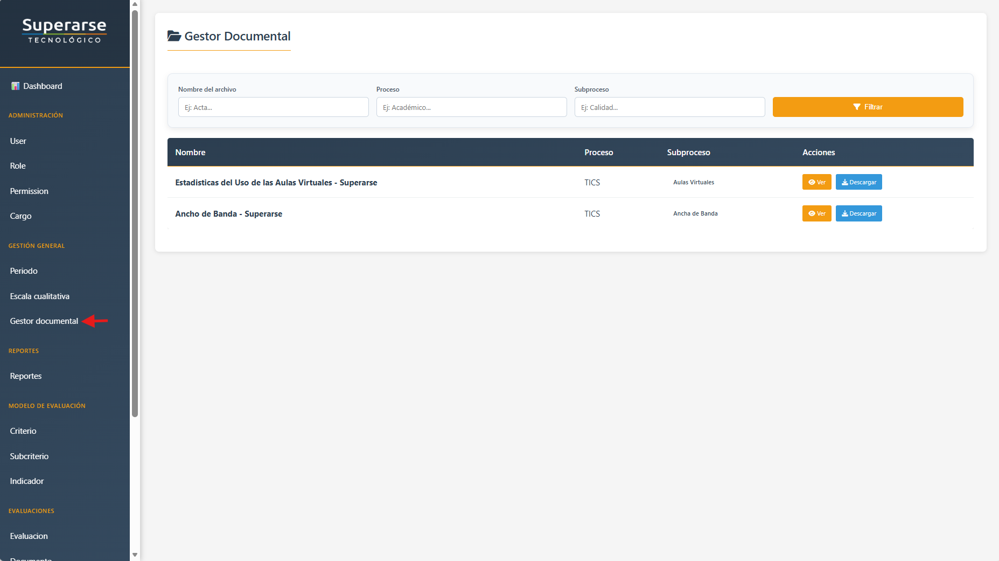 Superarse
TECNOLÓGICO
Dashboard
ADMINISTRACIÓN
User
Role
Permission
Cargo
GESTIÓN GENERAL
Periodo
Escala cualitativa
Gestor documental
REPORTES
Reportes
MODELO DE EVALUACIÓN
Criterio
Subcriterio
Indicador
EVALUACIONES
Evaluacion
Documento
Gestor Documental
Nombre del archivo Proceso Subproceso
Ej: Acta... Ej: Académico... Ej: Calidad... Filtrar
Nombre Proceso Subproceso Acciones
Estadisticas del Uso de las Aulas Virtuales - Superarse TICS Aulas Virtuales Ver Descargar
Ancho de Banda - Superarse TICS Ancha de Banda Ver Descargar